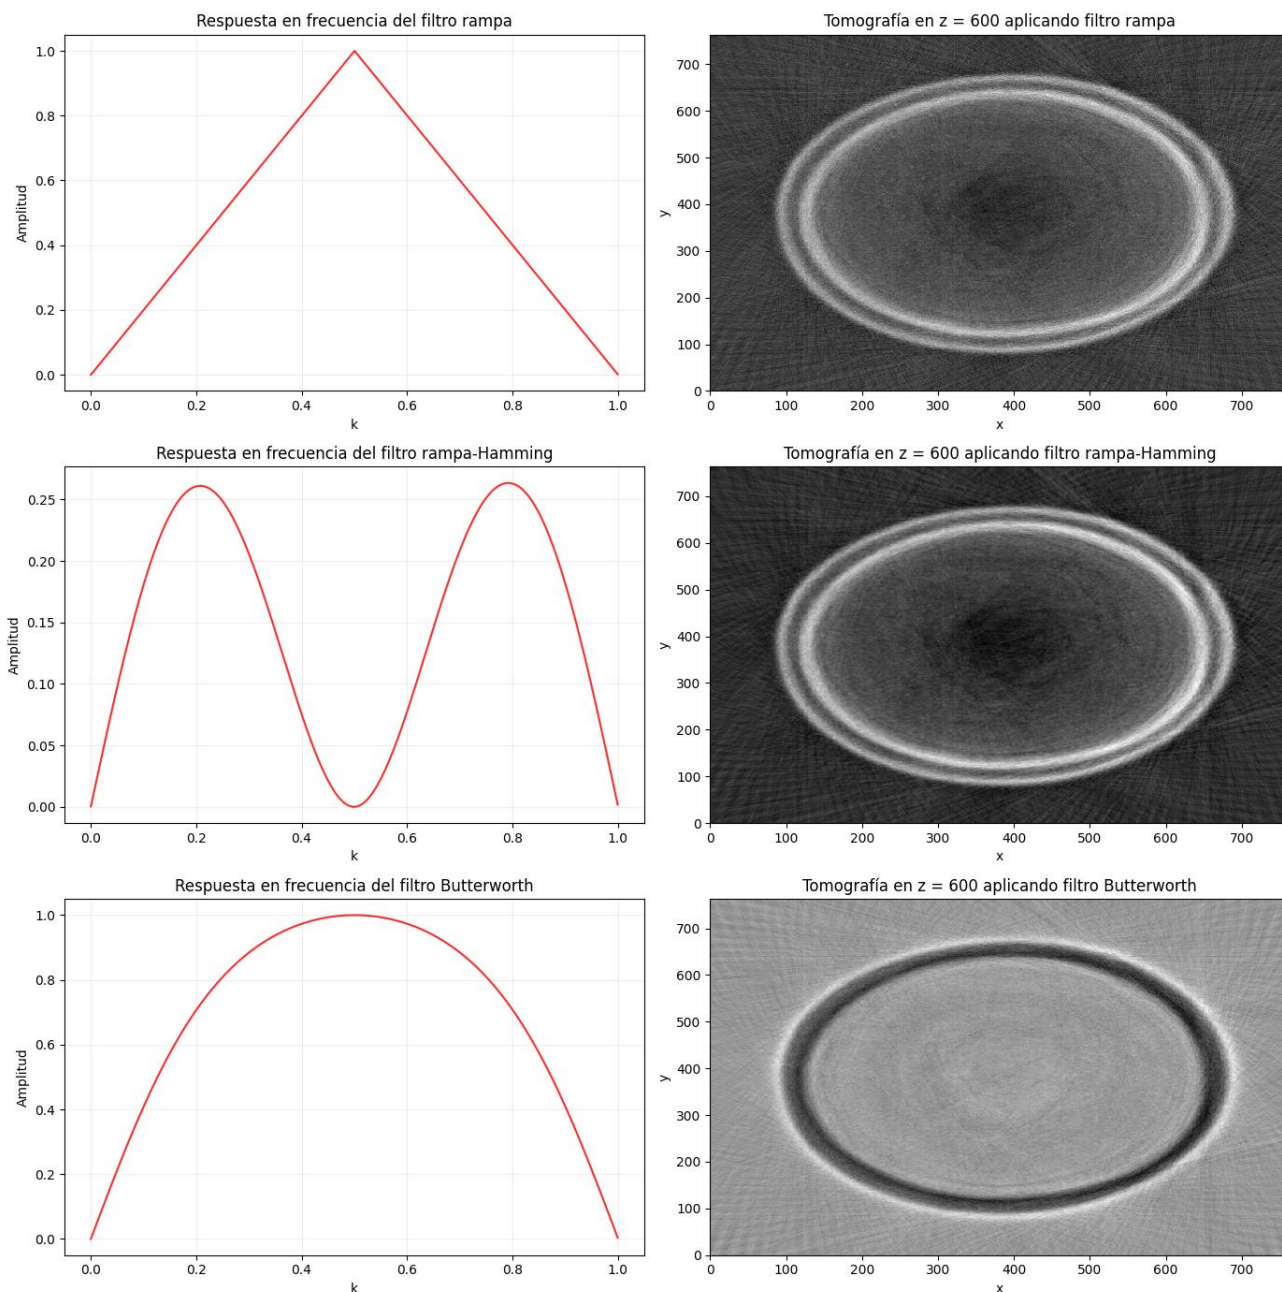 Respuesta en frecuencia del filtro rampa
Amplitud
1.0
0.8
0.6
0.4
0.2
0.0
0.0 0.2 0.4 0.6 0.8 1.0
k
Tomografía en z = 600 aplicando filtro rampa
y
700
600
500
400
300
200
100
0
0 100 200 300 400 500 600 700
x
Respuesta en frecuencia del filtro rampa-Hamming
Amplitud
0.25
0.20
0.15
0.10
0.05
0.00
0.0 0.2 0.4 0.6 0.8 1.0
k
Tomografía en z = 600 aplicando filtro rampa-Hamming
y
700
600
500
400
300
200
100
0
0 100 200 300 400 500 600 700
x
Respuesta en frecuencia del filtro Butterworth
Amplitud
1.0
0.8
0.6
0.4
0.2
0.0
0.0 0.2 0.4 0.6 0.8 1.0
k
Tomografía en z = 600 aplicando filtro Butterworth
y
700
600
500
400
300
200
100
0
0 100 200 300 400 500 600 700
x